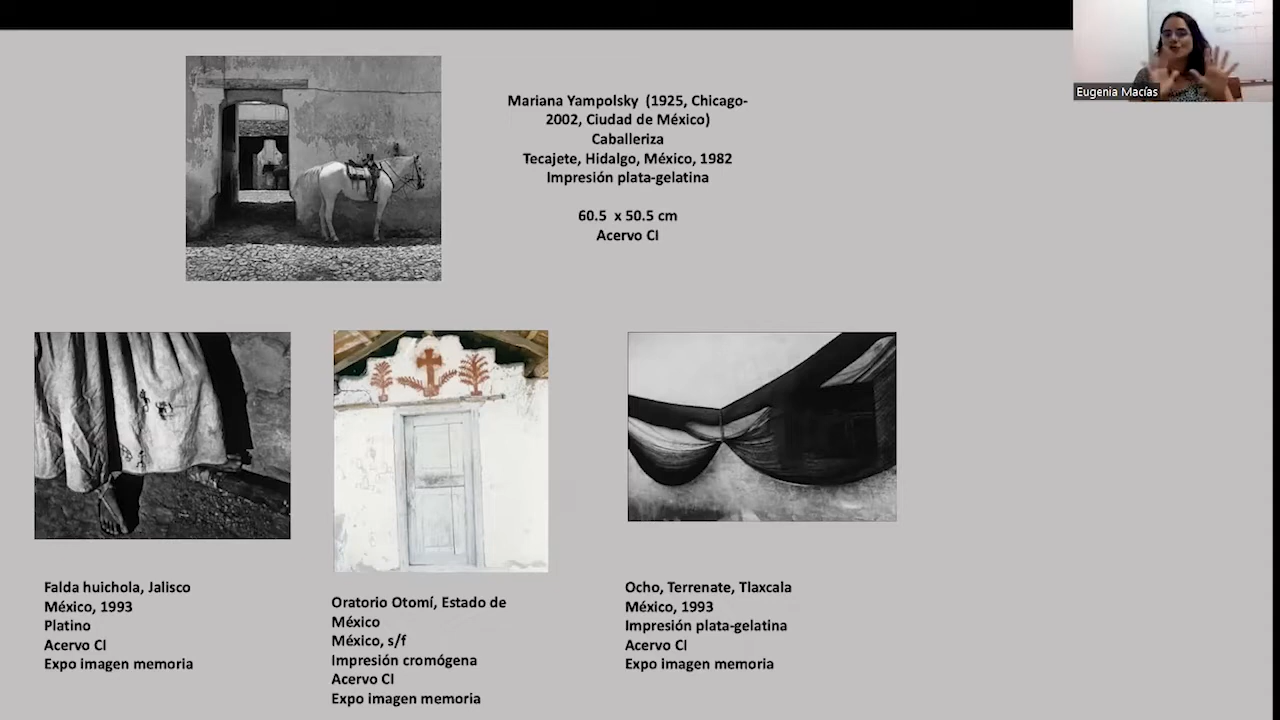 Eugenia Macías
Mariana Yampolsky (1925, Chicago-
2002, Ciudad de México)
Caballeriza
Tecajete, Hidalgo, México, 1982
Impresión plata-gelatina
60.5 x 50.5 cm
Acervo CI
Falda huichola, Jalisco
México, 1993
Platino
Acervo CI
Expo imagen memoria
Oratorio Otomí, Estado de
México
México, s/f
Impresión cromógena
Acervo CI
Expo imagen memoria
Ocho, Terrenate, Tlaxcala
México, 1993
Impresión plata-gelatina
Acervo CI
Expo imagen memoria